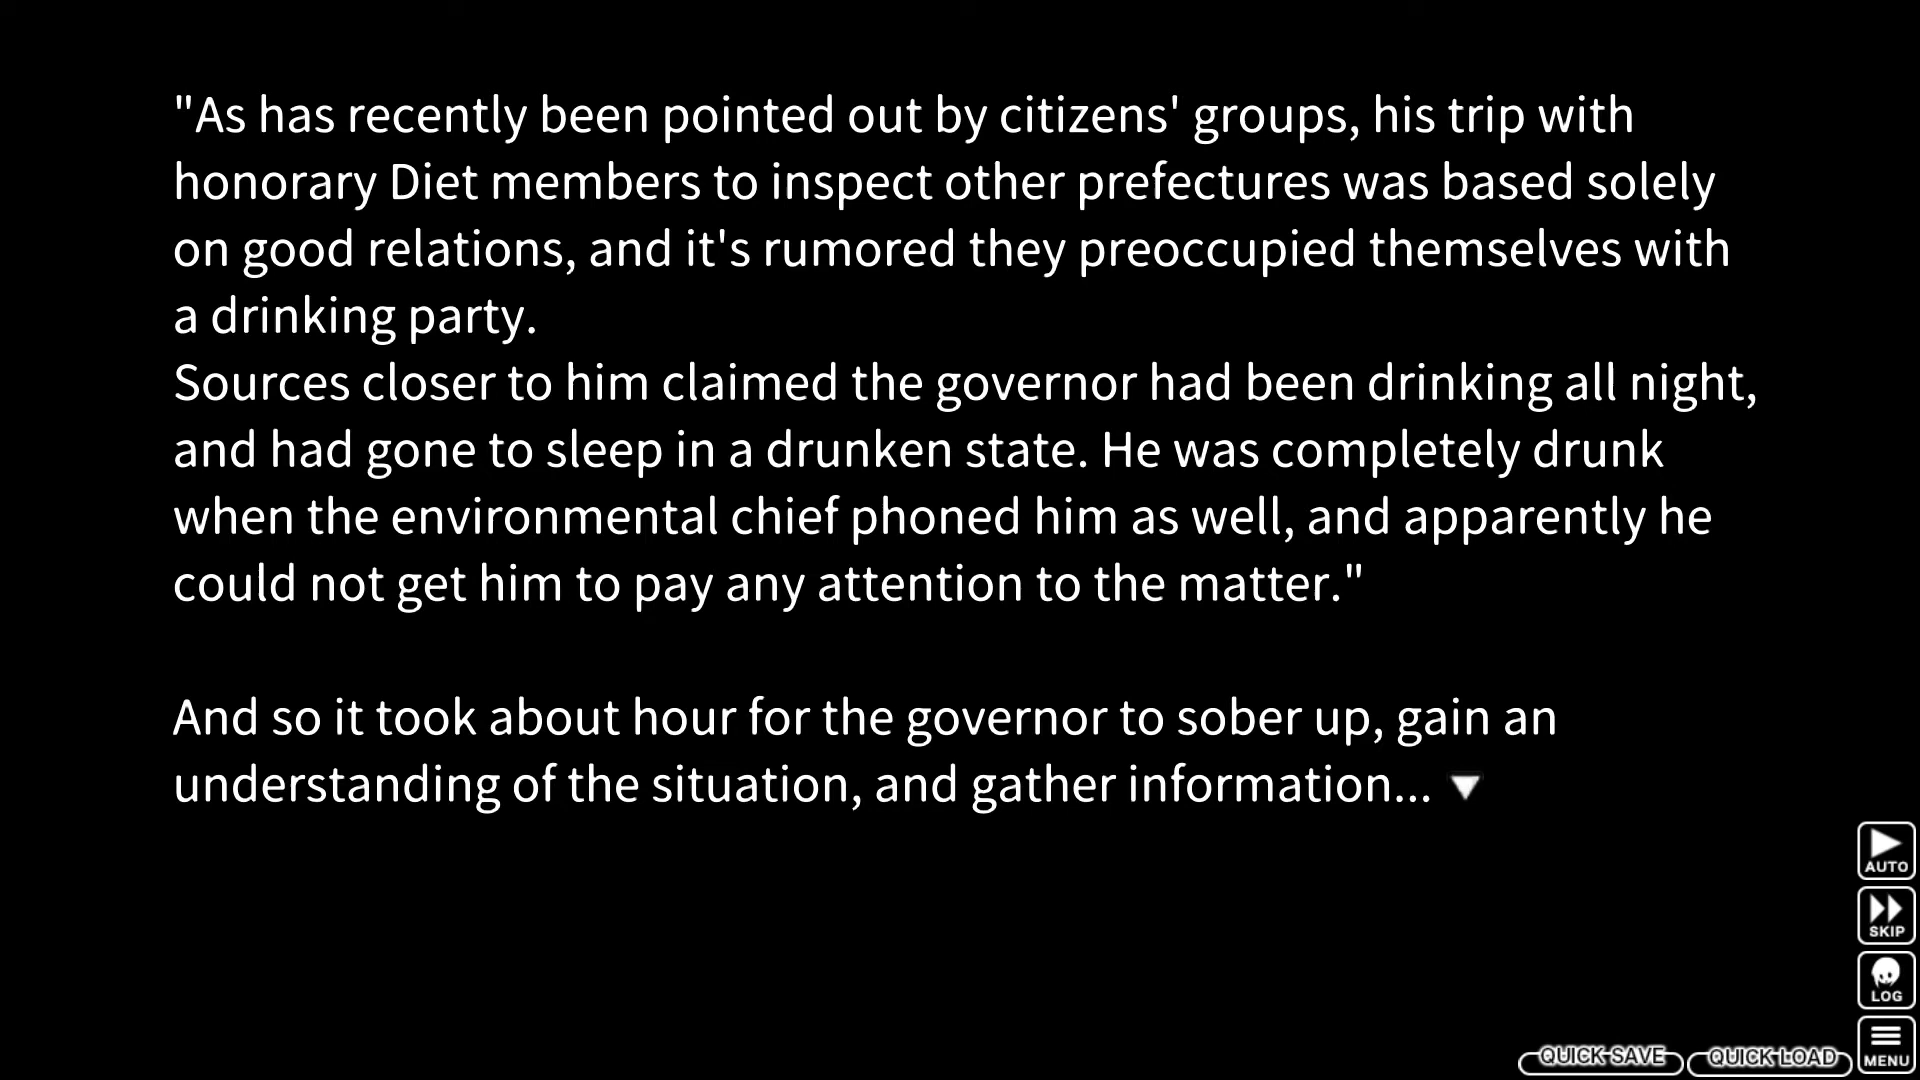 "As has recently been pointed out by citizens' groups, his trip with
honorary Diet members to inspect other prefectures was based solely
on good relations, and it's rumored they preoccupied themselves with
a drinking party.
Sources closer to him claimed the governor had been drinking all night,
and had gone to sleep in a drunken state. He was completely drunk
when the environmental chief phoned him as well, and apparently he
could not get him to pay any attention to the matter."
And so it took about hour for the governor to sober up, gain an
understanding of the situation, and gather information...
AUTO
SKIP
LOG
MENU
QUICK SAVE
QUICK LOAD